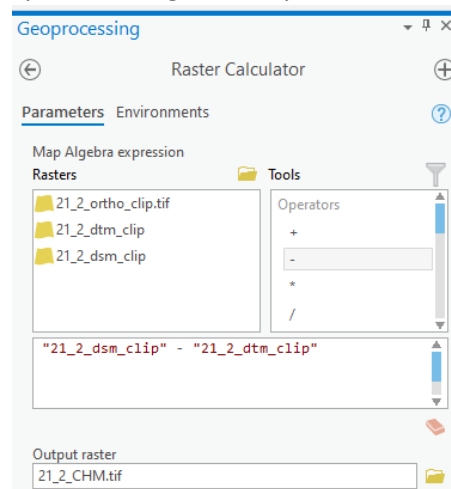 Geoprocessing
Raster Calculator
Parameters Environments
?
Map Algebra expression
Rasters
Tools
21_2_ortho_clip.tif
21_2_dtm_clip
21_2_dsm_clip
Operators
+
-
*
/
"21_2_dsm_clip" - "21_2_dtm_clip"
Output raster
21_2_CHM.tif